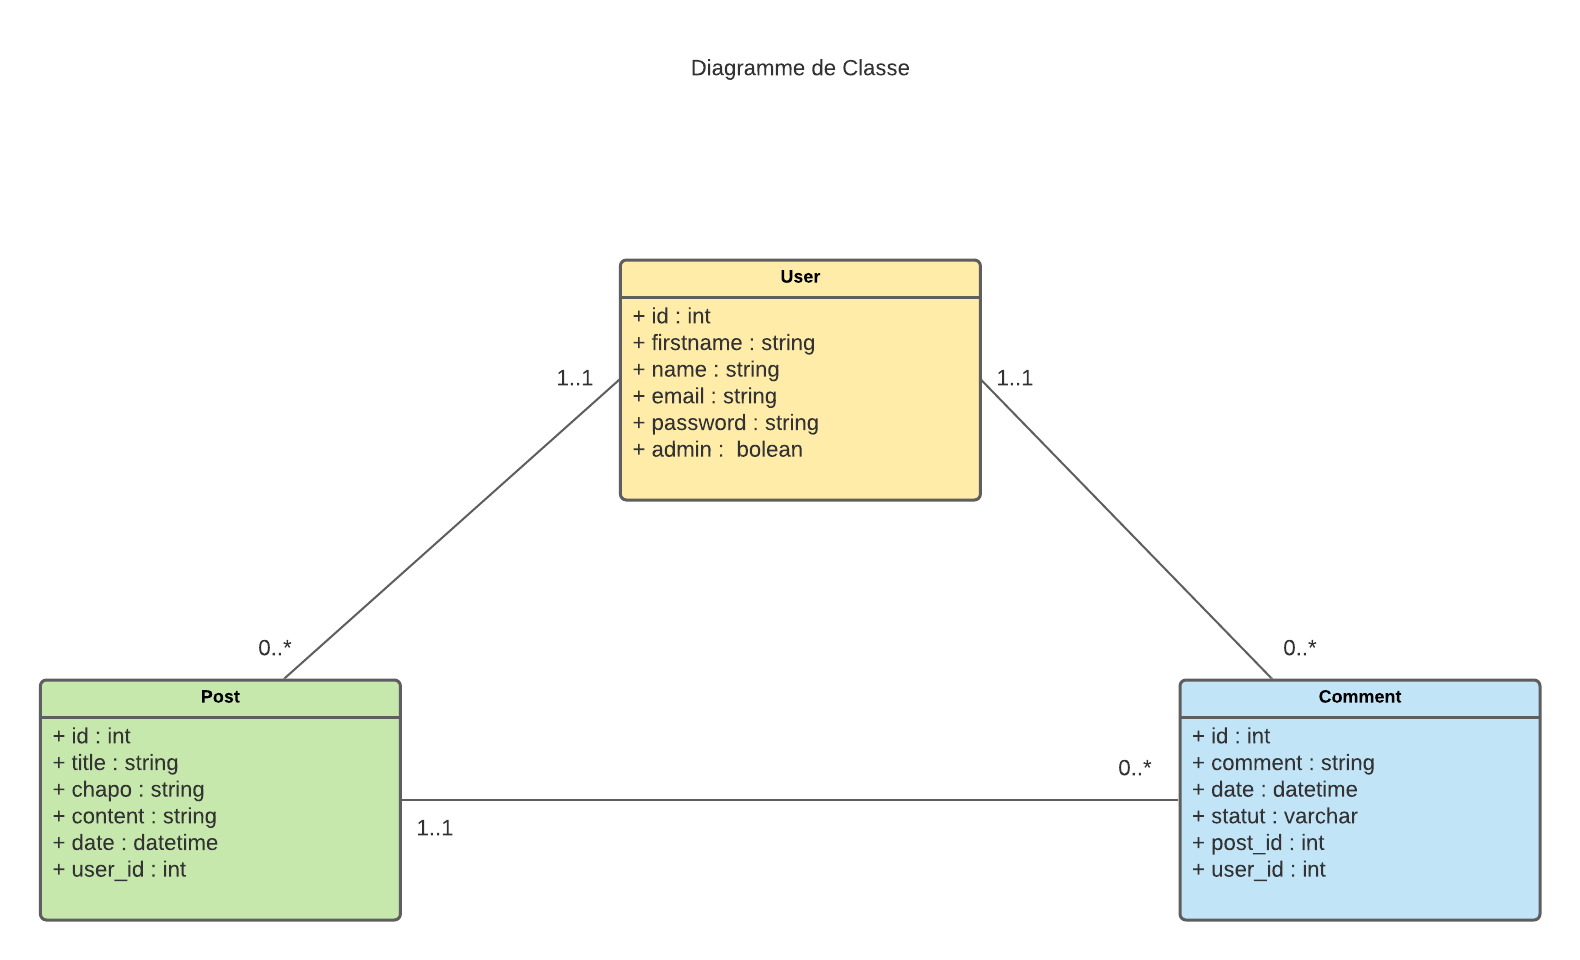 Diagramme de Classe
User
+ id : int
+ firstname : string
+ name : string
+ email : string
+ password : string
+ admin :  bolean
1..1
1..1
0..*
0..*
Post
+ id : int
+ title : string
+ chapo : string
+ content : string
+ date : datetime
+ user_id : int
1..1
0..*
Comment
+ id : int
+ comment : string
+ date : datetime
+ statut : varchar
+ post_id : int
+ user_id : int